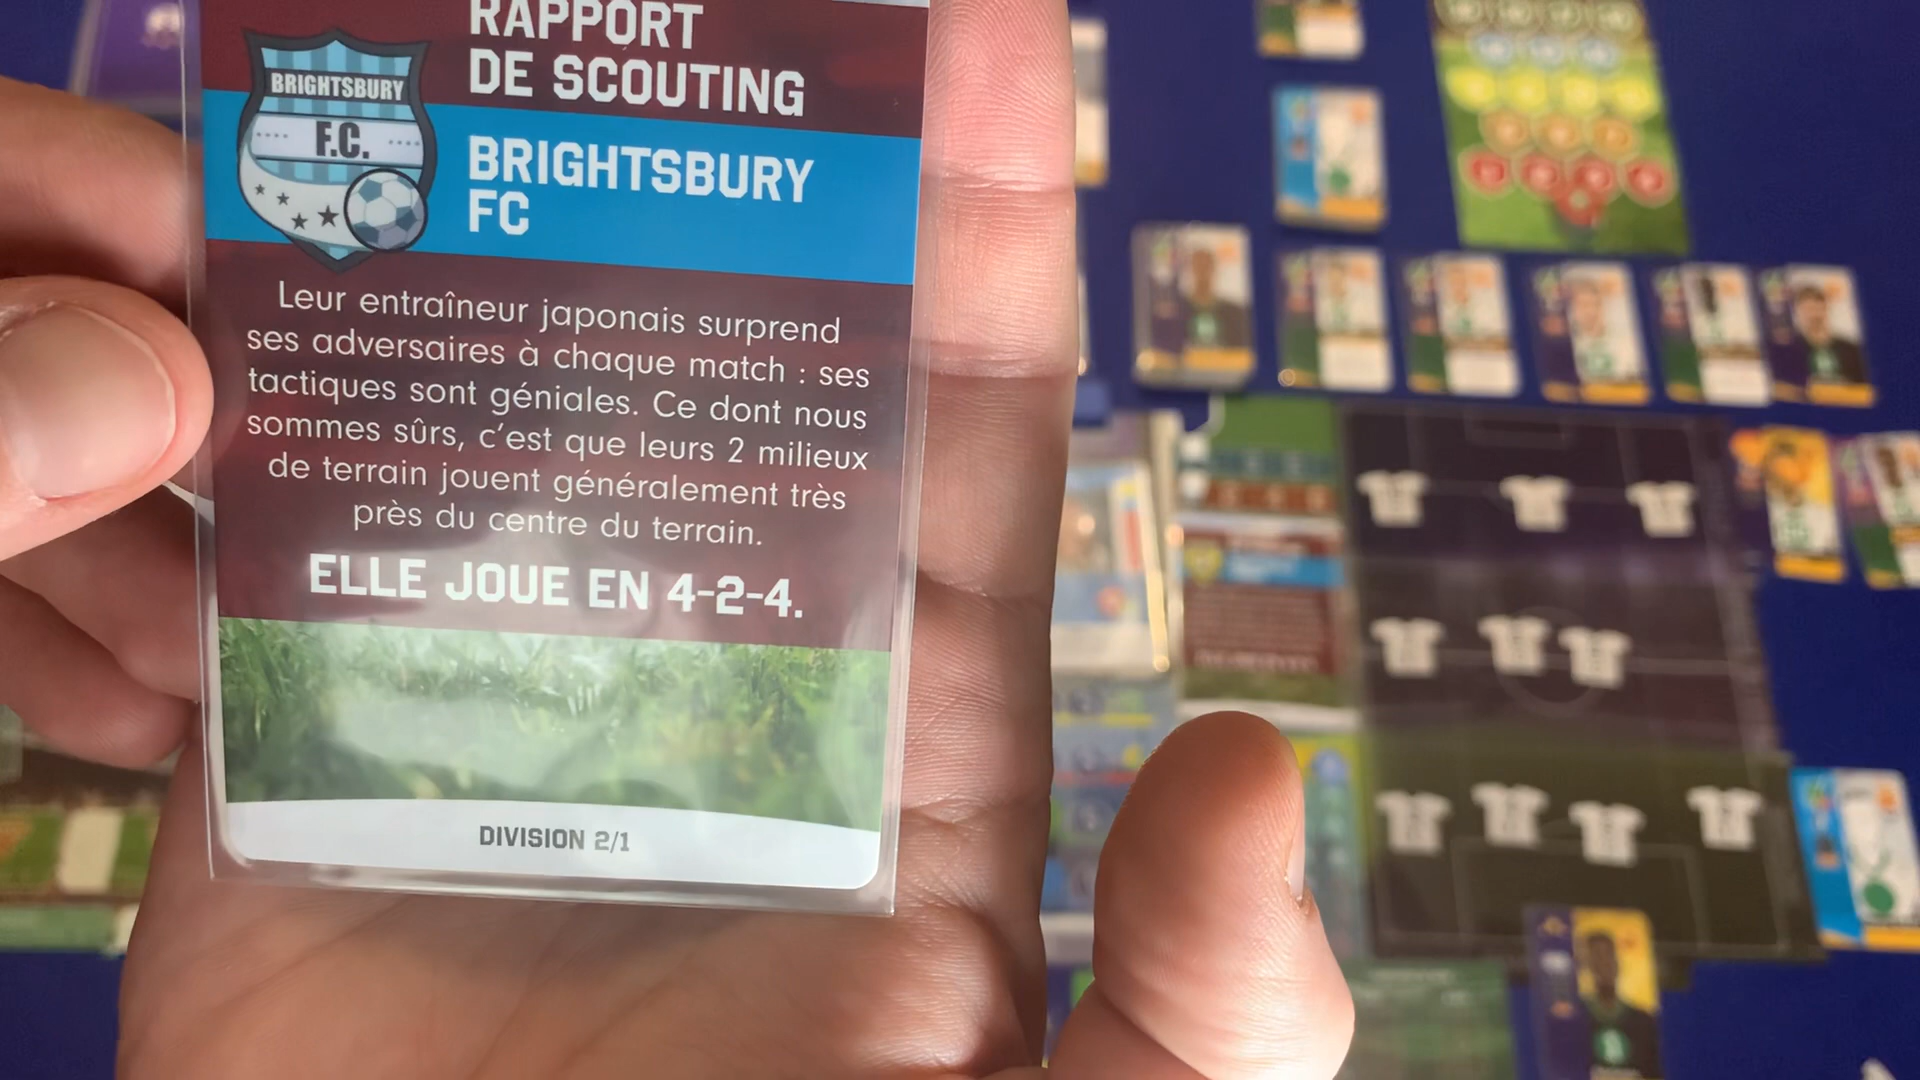 RAPPORT
DE SCOUTING
BRIGHTSBURY
F.C.
BRIGHTSBURY
FC
Leur entraîneur japonais surprend
ses adversaires à chaque match : ses
tactiques sont géniales. Ce dont nous
sommes sûrs, c'est que leurs 2 milieux
de terrain jouent généralement très
près du centre du terrain.
ELLE JOUE EN 4-2-4.
DIVISION 2/1